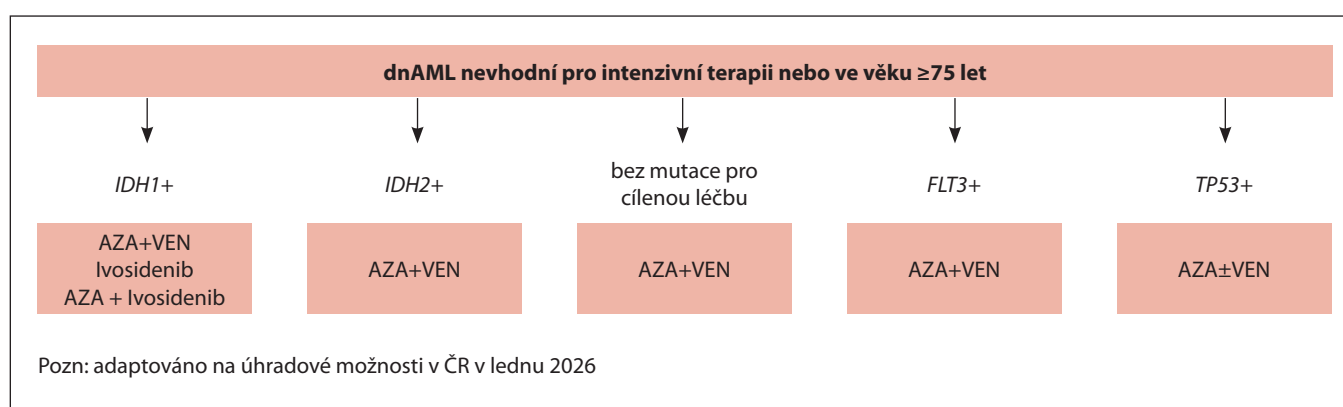 dnAML nevhodní pro intenzivní terapii nebo ve věku ≥75 let
IDH1+
IDH2+
bez mutace pro
cílenou léčbu
FLT3+
TP53+
AZA+VEN
Ivosidenib
AZA + Ivosidenib
AZA+VEN
AZA+VEN
AZA+VEN
AZA±VEN
Pozn: adaptováno na úhradové možnosti v ČR v lednu 2026